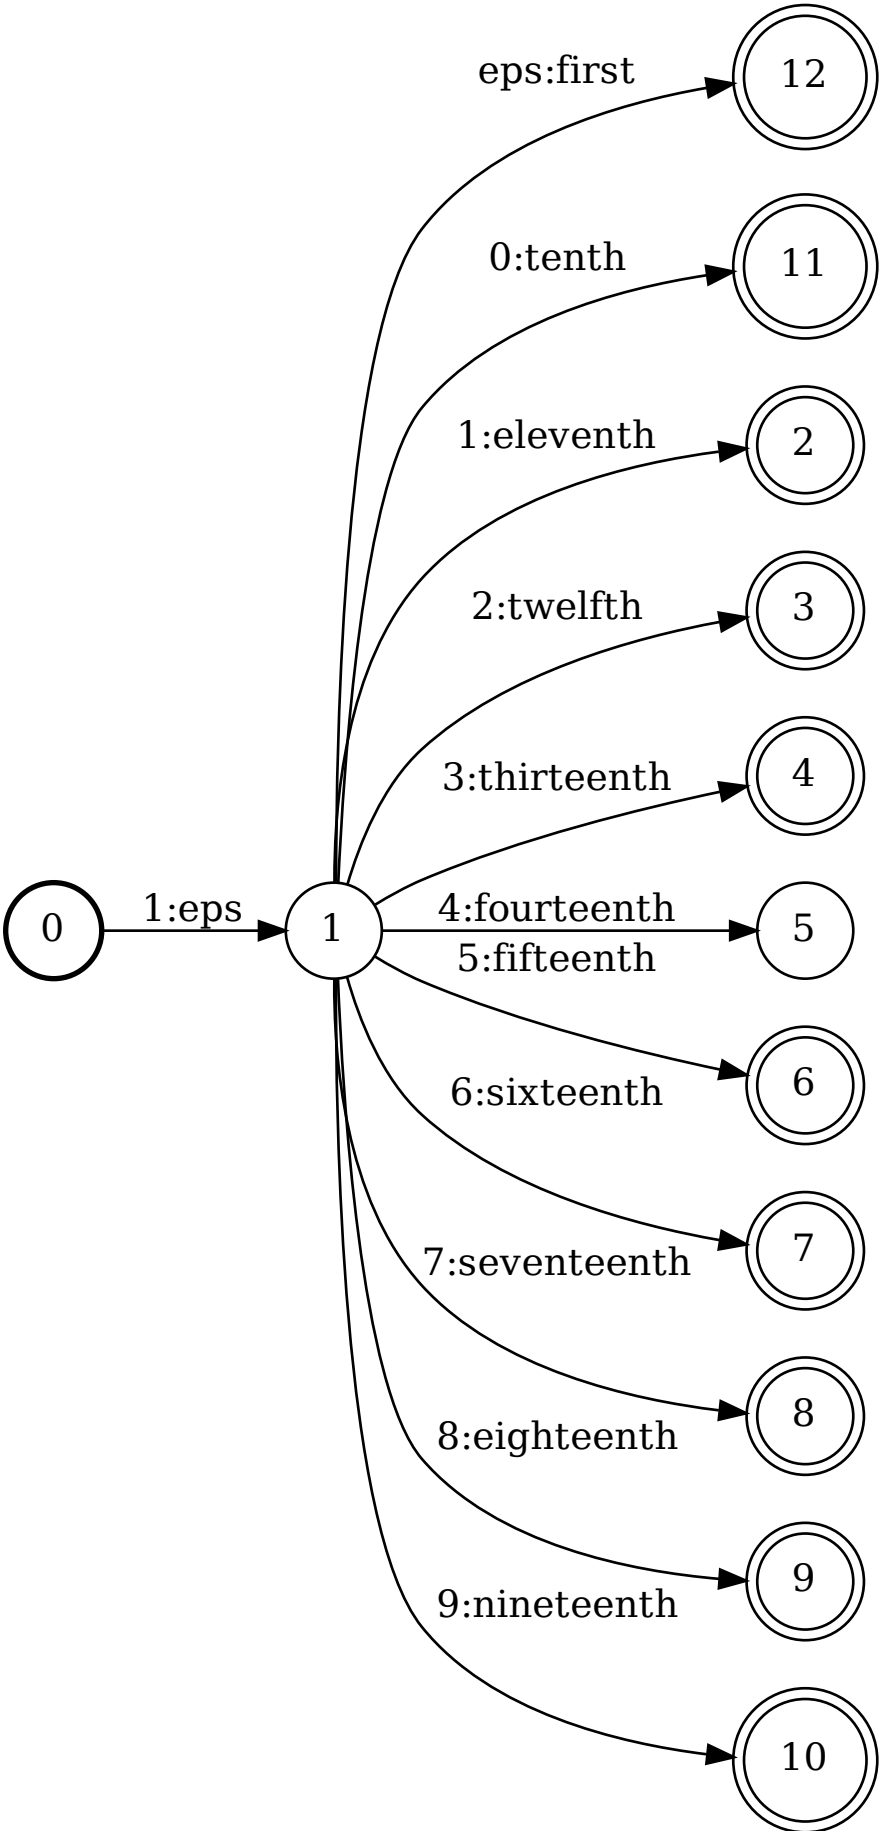 eps:first
12
0:tenth
11
1:eleventh
2
2:twelfth
3
3:thirteenth
4
0
1:eps
1
4:fourteenth
5
5:fifteenth
6
6:sixteenth
7
7:seventeenth
8
8:eighteenth
9
9:nineteenth
10